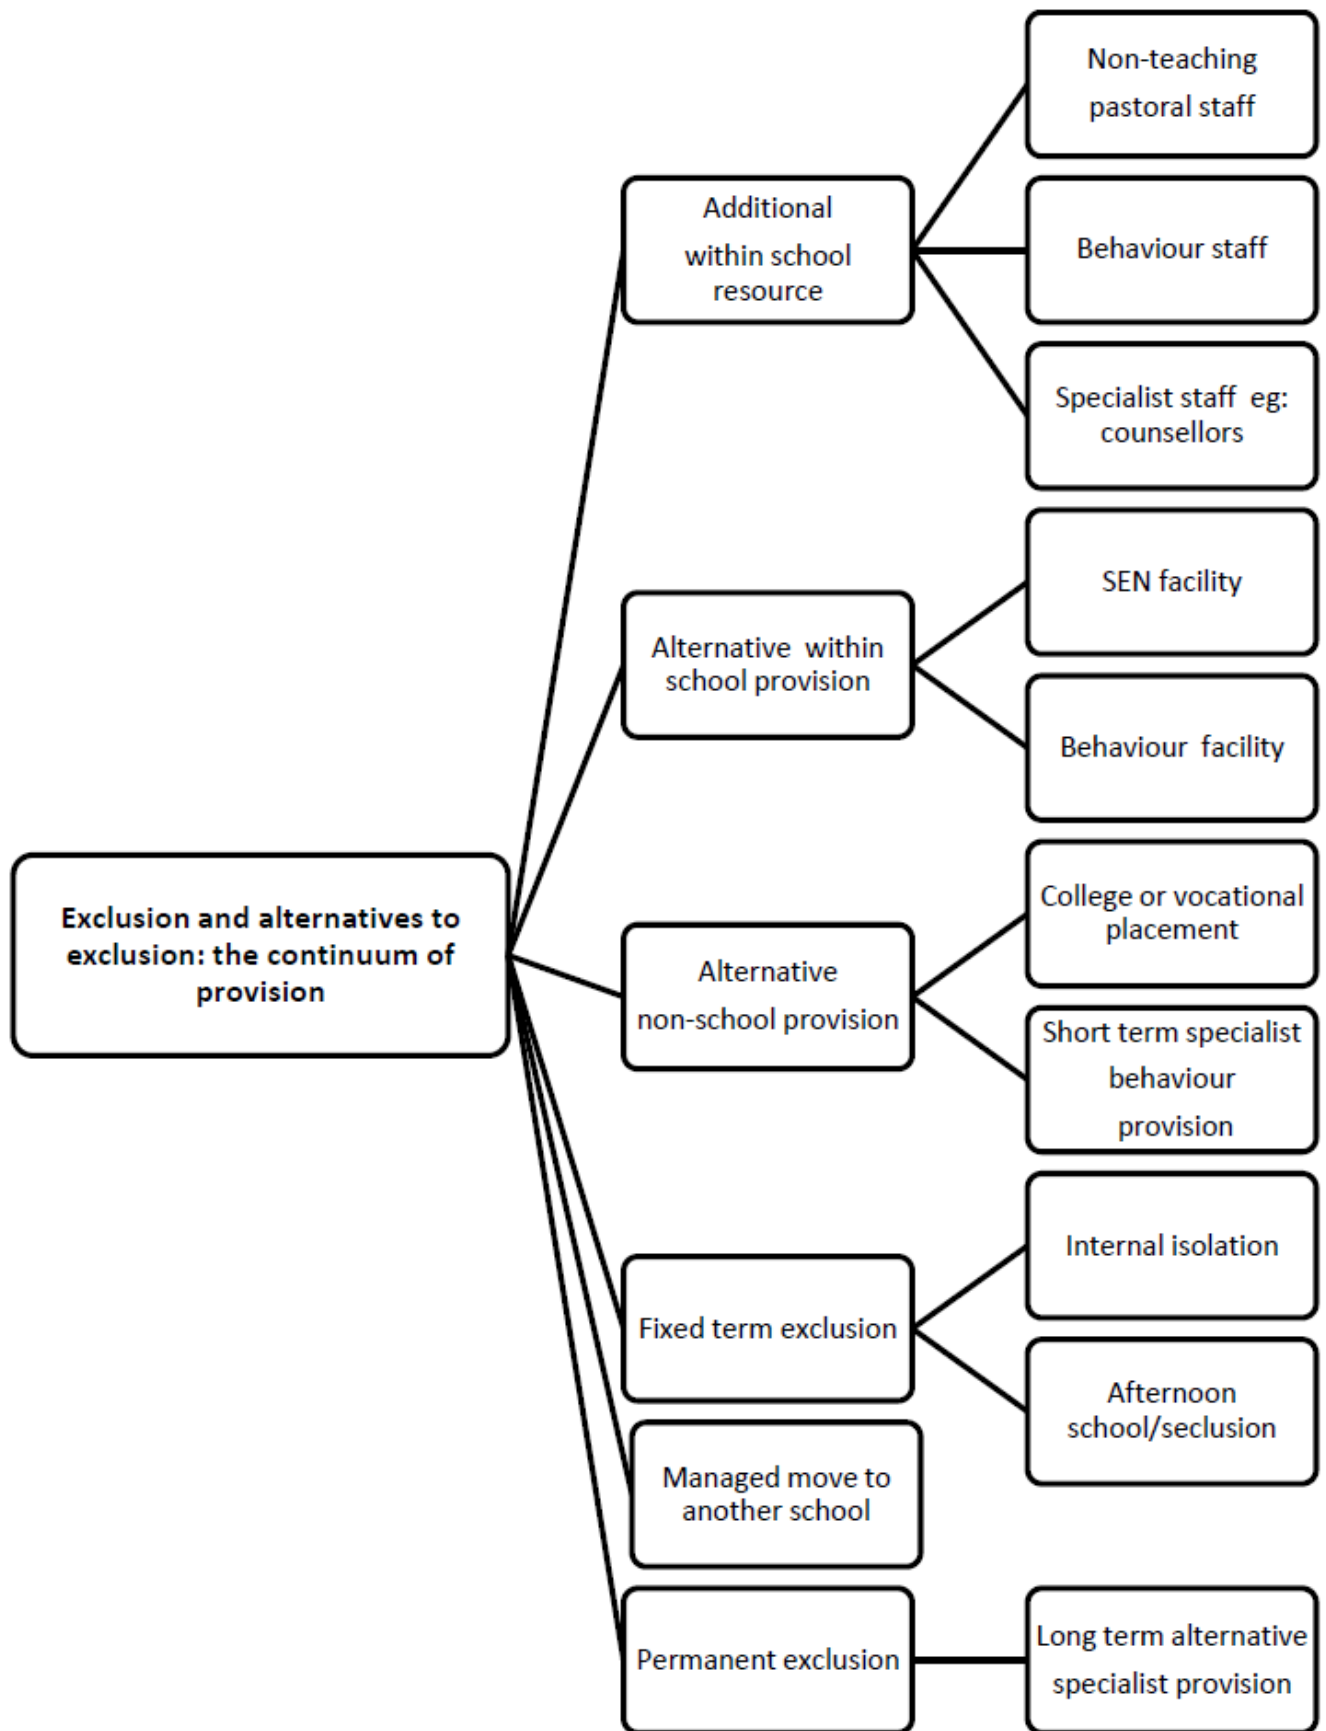 Exclusion and alternatives to
exclusion: the continuum of
provision
Additional
within school
resource
Non-teaching
pastoral staff
Behaviour staff
Specialist staff  eg:
counsellors
Alternative  within
school provision
SEN facility
Behaviour  facility
Alternative
non-school provision
College or vocational
placement
Short term specialist
behaviour
provision
Fixed term exclusion
Internal isolation
Afternoon
school/seclusion
Managed move to
another school
Permanent exclusion
Long term alternative
specialist provision